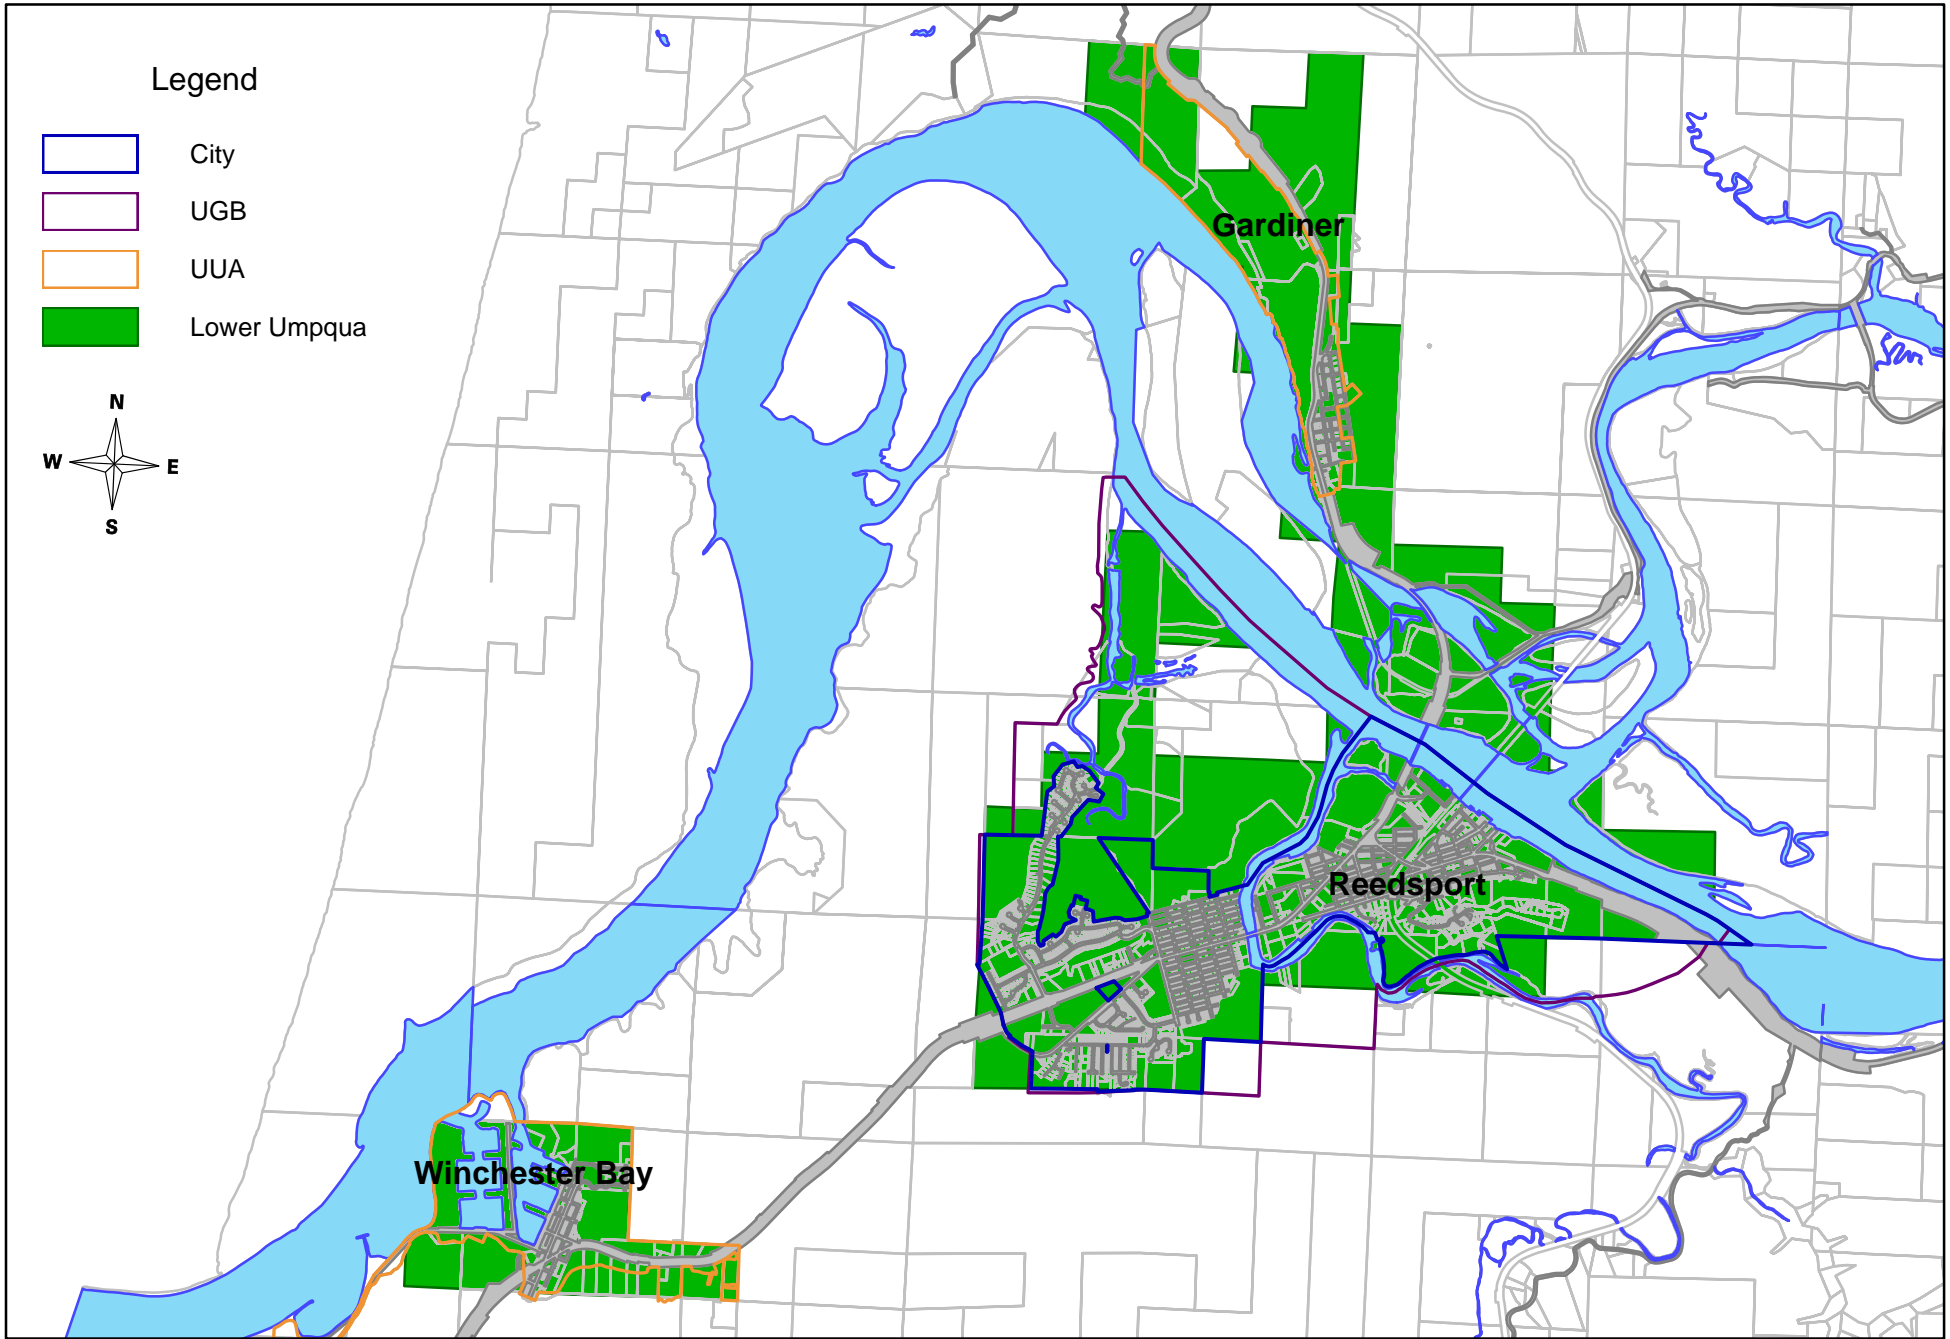 Legend
City
UGB
UUA
Lower Umpqua
N
W E
S
Gardiner
Reedsport
Winchester Bay